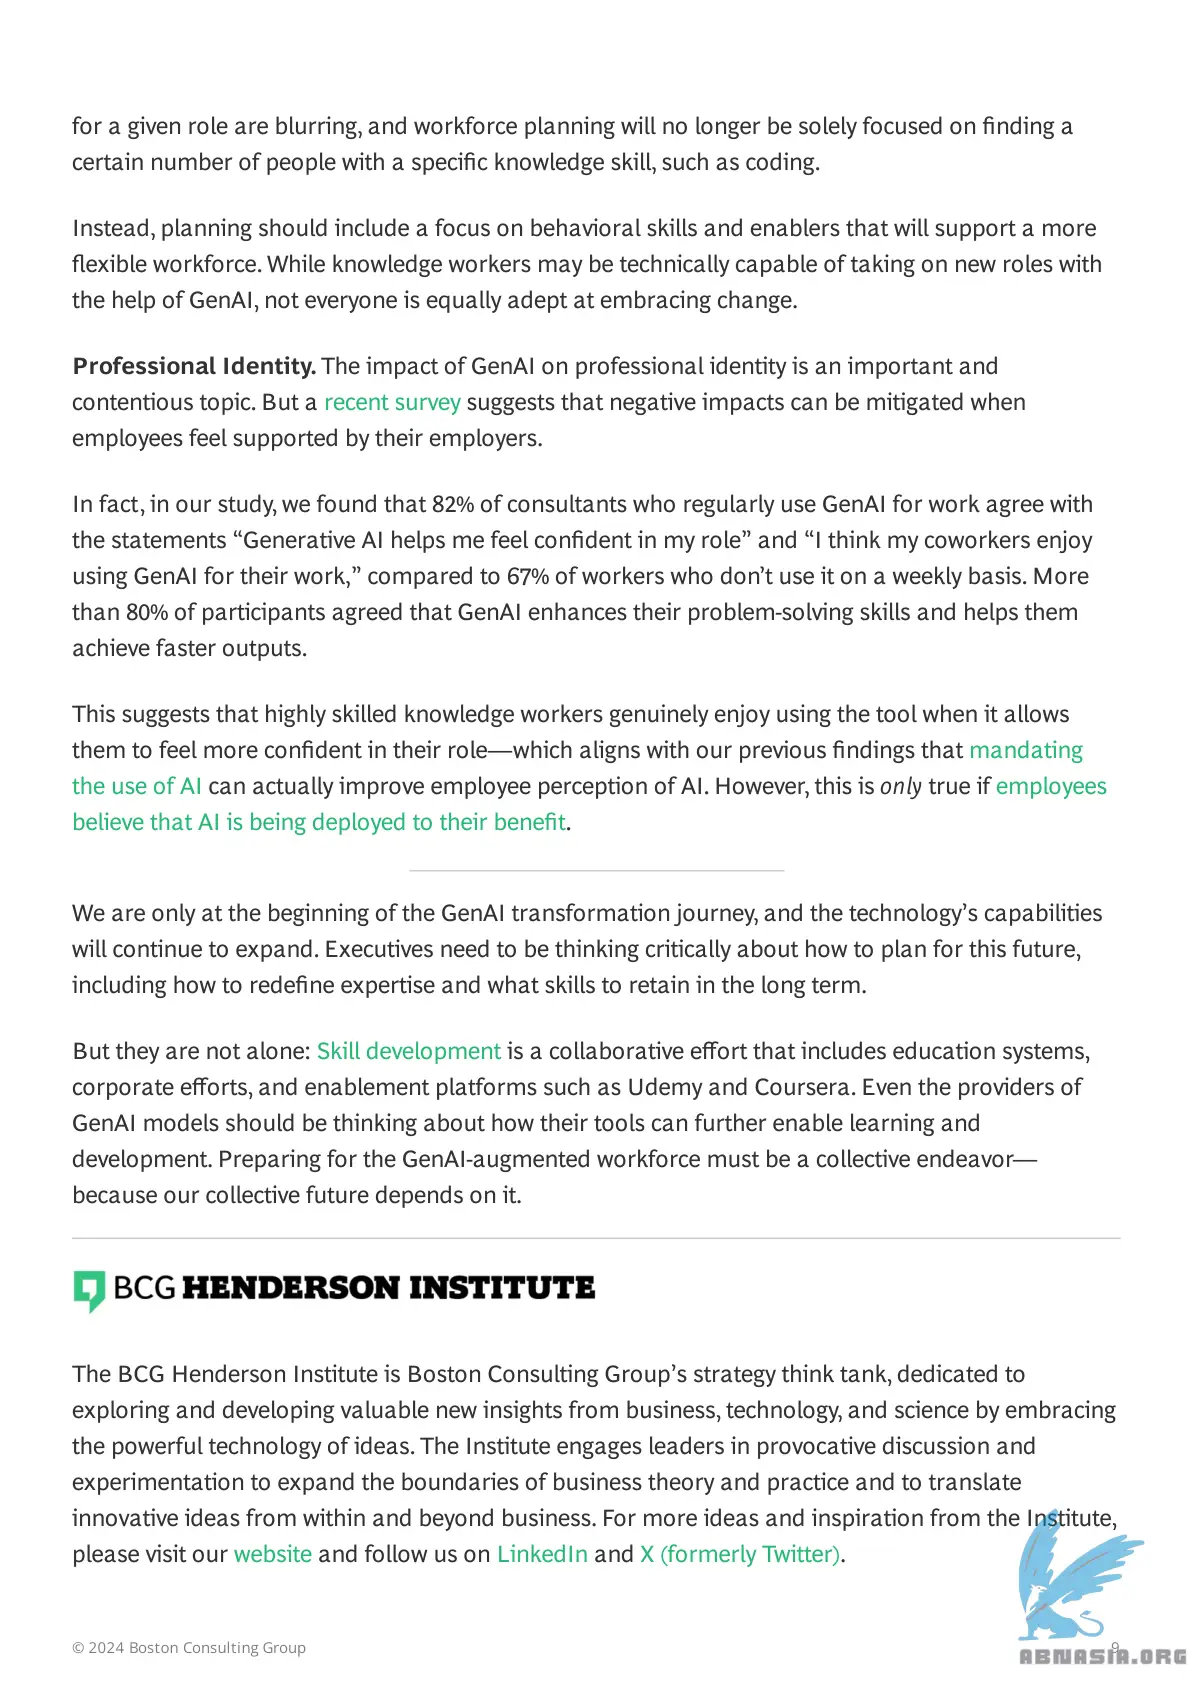 for a given role are blurring, and workforce planning will no longer be solely focused on finding a
certain number of people with a specific knowledge skill, such as coding.
Instead, planning should include a focus on behavioral skills and enablers that will support a more
flexible workforce. While knowledge workers may be technically capable of taking on new roles with
the help of GenAI, not everyone is equally adept at embracing change.
Professional Identity. The impact of GenAI on professional identity is an important and
contentious topic. But a recent survey suggests that negative impacts can be mitigated when
employees feel supported by their employers.
In fact, in our study, we found that 82% of consultants who regularly use GenAI for work agree with
the statements “Generative AI helps me feel confident in my role” and “I think my coworkers enjoy
using GenAI for their work,” compared to 67% of workers who don’t use it on a weekly basis. More
than 80% of participants agreed that GenAI enhances their problem-solving skills and helps them
achieve faster outputs.
This suggests that highly skilled knowledge workers genuinely enjoy using the tool when it allows
them to feel more confident in their role—which aligns with our previous findings that mandating
the use of AI can actually improve employee perception of AI. However, this is only true if employees
believe that AI is being deployed to their benefit.
We are only at the beginning of the GenAI transformation journey, and the technology’s capabilities
will continue to expand. Executives need to be thinking critically about how to plan for this future,
including how to redefine expertise and what skills to retain in the long term.
But they are not alone: Skill development is a collaborative effort that includes education systems,
corporate efforts, and enablement platforms such as Udemy and Coursera. Even the providers of
GenAI models should be thinking about how their tools can further enable learning and
development. Preparing for the GenAI-augmented workforce must be a collective endeavor—
because our collective future depends on it.
BCG HENDERSON INSTITUTE
The BCG Henderson Institute is Boston Consulting Group’s strategy think tank, dedicated to
exploring and developing valuable new insights from business, technology, and science by embracing
the powerful technology of ideas. The Institute engages leaders in provocative discussion and
experimentation to expand the boundaries of business theory and practice and to translate
innovative ideas from within and beyond business. For more ideas and inspiration from the Institute,
please visit our website and follow us on LinkedIn and X (formerly Twitter).
© 2024 Boston Consulting Group
9
ABNASIA.ORG